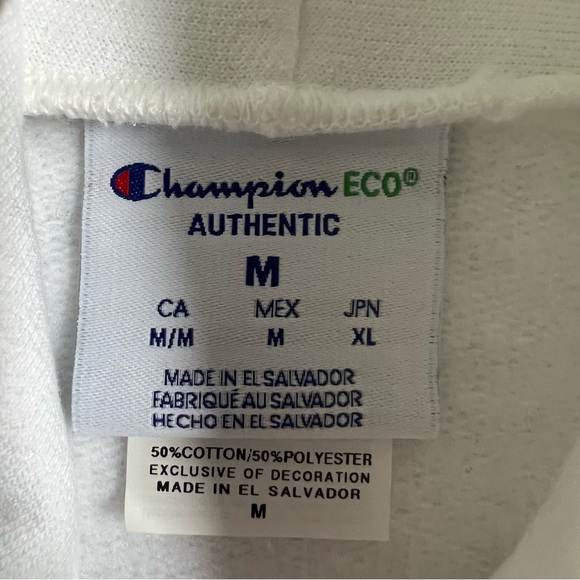 Champion ECO®
AUTHENTIC
M
CA MEX JPN
M/M M XL
MADE IN EL SALVADOR
FABRIQUÉ AU SALVADOR
HECHO EN EL SALVADOR
50%COTTON/50%POLYESTER
EXCLUSIVE OF DECORATION
MADE IN EL SALVADOR
M